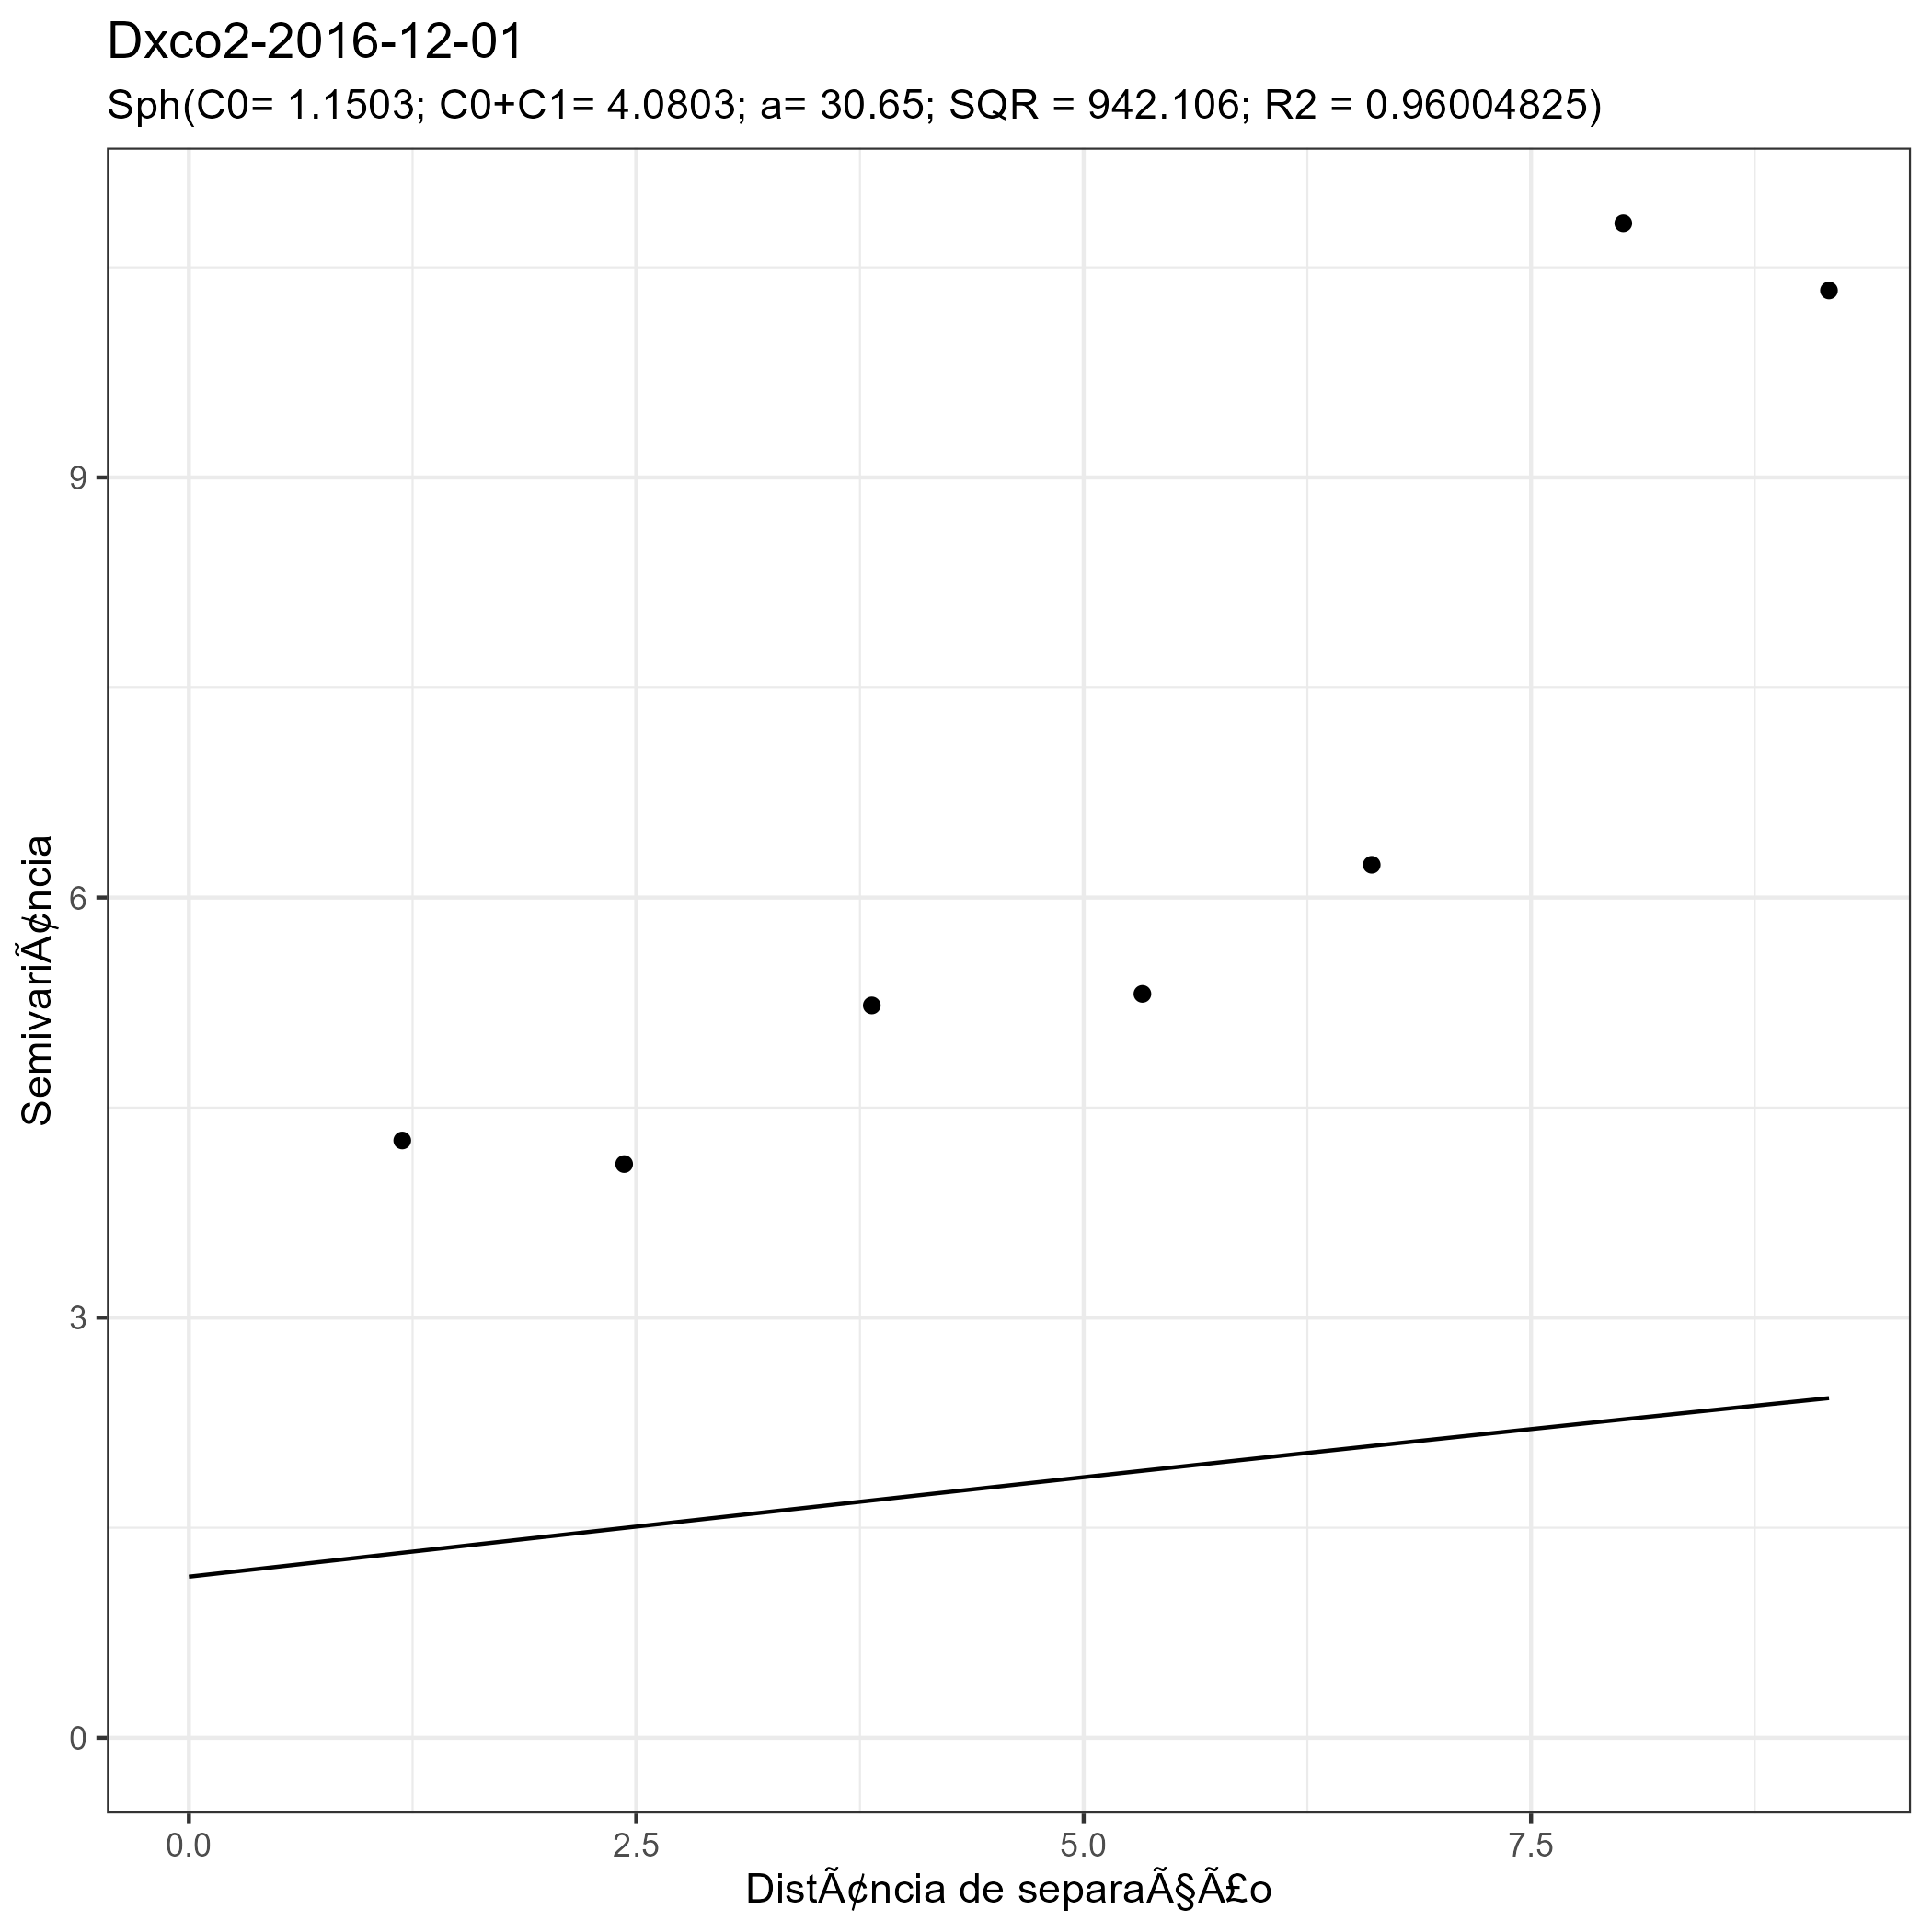 Dxco2-2016-12-01
Sph(C0= 1.1503; C0+C1= 4.0803; a= 30.65; SQR = 942.106; R2 = 0.96004825)
SemivariÃ¢ncia
9
6
3
0
0.0 2.5 5.0 7.5
DistÃ¢ncia de separaÃ§Ã£o